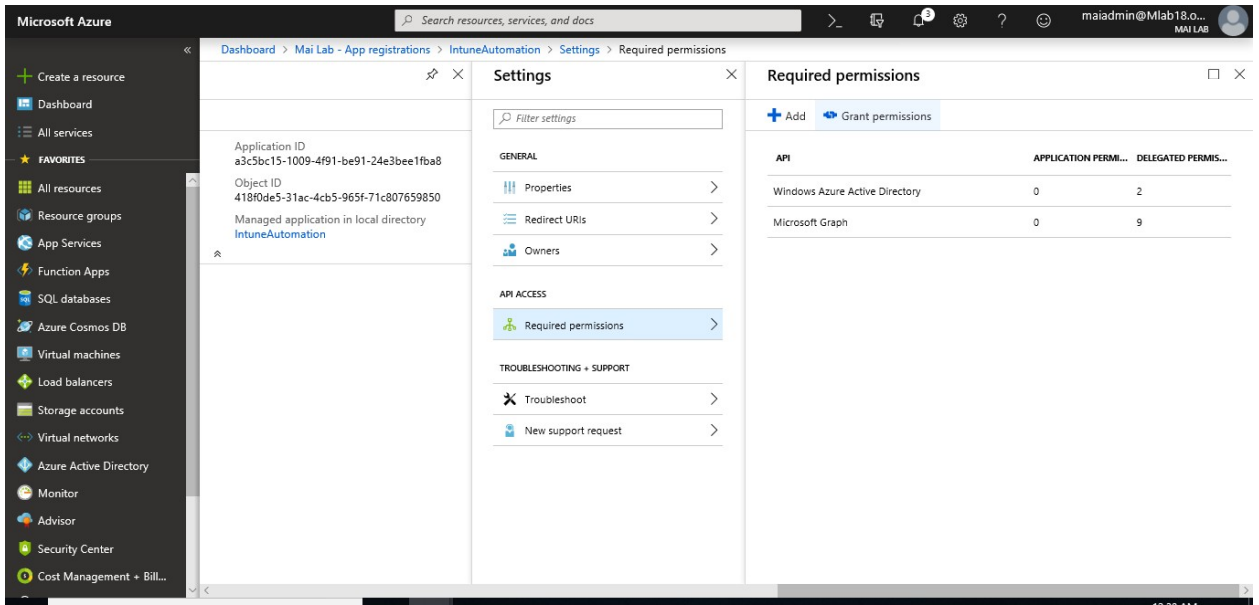 Microsoft Azure
Search resources, services, and docs
3
maiadmin@Mlab18.o...
MAI LAB
Dashboard > Mai Lab - App registrations > IntuneAutomation > Settings > Required permissions
Create a resource
Dashboard
All services
FAVORITES
All resources
Resource groups
App Services
Function Apps
SQL databases
Azure Cosmos DB
Virtual machines
Load balancers
Storage accounts
Virtual networks
Azure Active Directory
Monitor
Advisor
Security Center
Cost Management + Bill...
Application ID
a3c5bc15-1009-4f91-be91-24e3bee1fba8
Object ID
418f0de5-31ac-4cb5-965f-71c807659850
Managed application in local directory
IntuneAutomation
Settings
Filter settings
GENERAL
Properties
Redirect URIs
Owners
API ACCESS
Required permissions
TROUBLESHOOTING + SUPPORT
Troubleshoot
New support request
Required permissions
Add Grant permissions
API APPLICATION PERMI... DELEGATED PERMIS...
Windows Azure Active Directory 0 2
Microsoft Graph 0 9